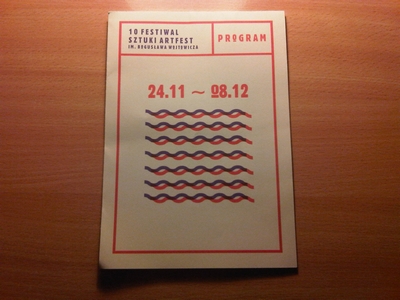 10 FESTIWAL
SZTUKI ARTFEST
IM. BOGUSŁAWA WOJTOWICZA
PROGRAM
24.11 ~ 08.12